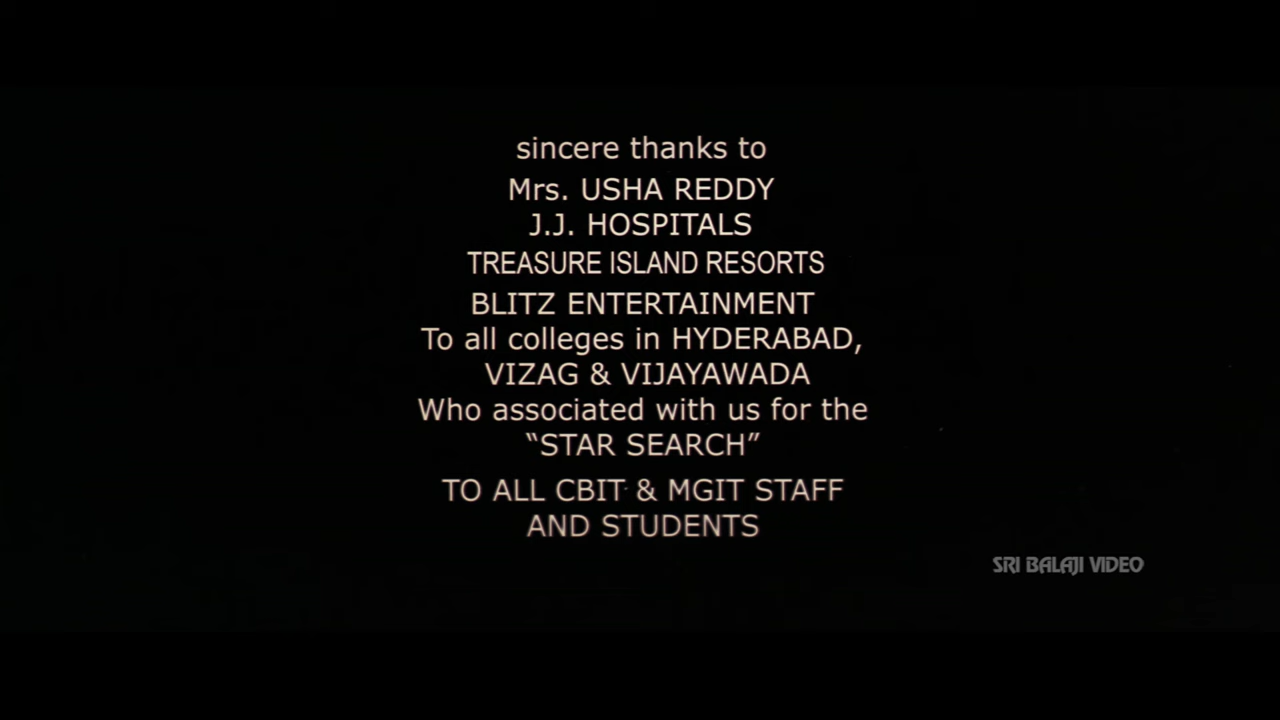 sincere thanks to
Mrs. USHA REDDY
J.J. HOSPITALS
TREASURE ISLAND RESORTS
BLITZ ENTERTAINMENT
To all colleges in HYDERABAD,
VIZAG & VIJAYAWADA
Who associated with us for the
“STAR SEARCH”
TO ALL CBIT & MGIT STAFF
AND STUDENTS
SRI BALAJI VIDEO